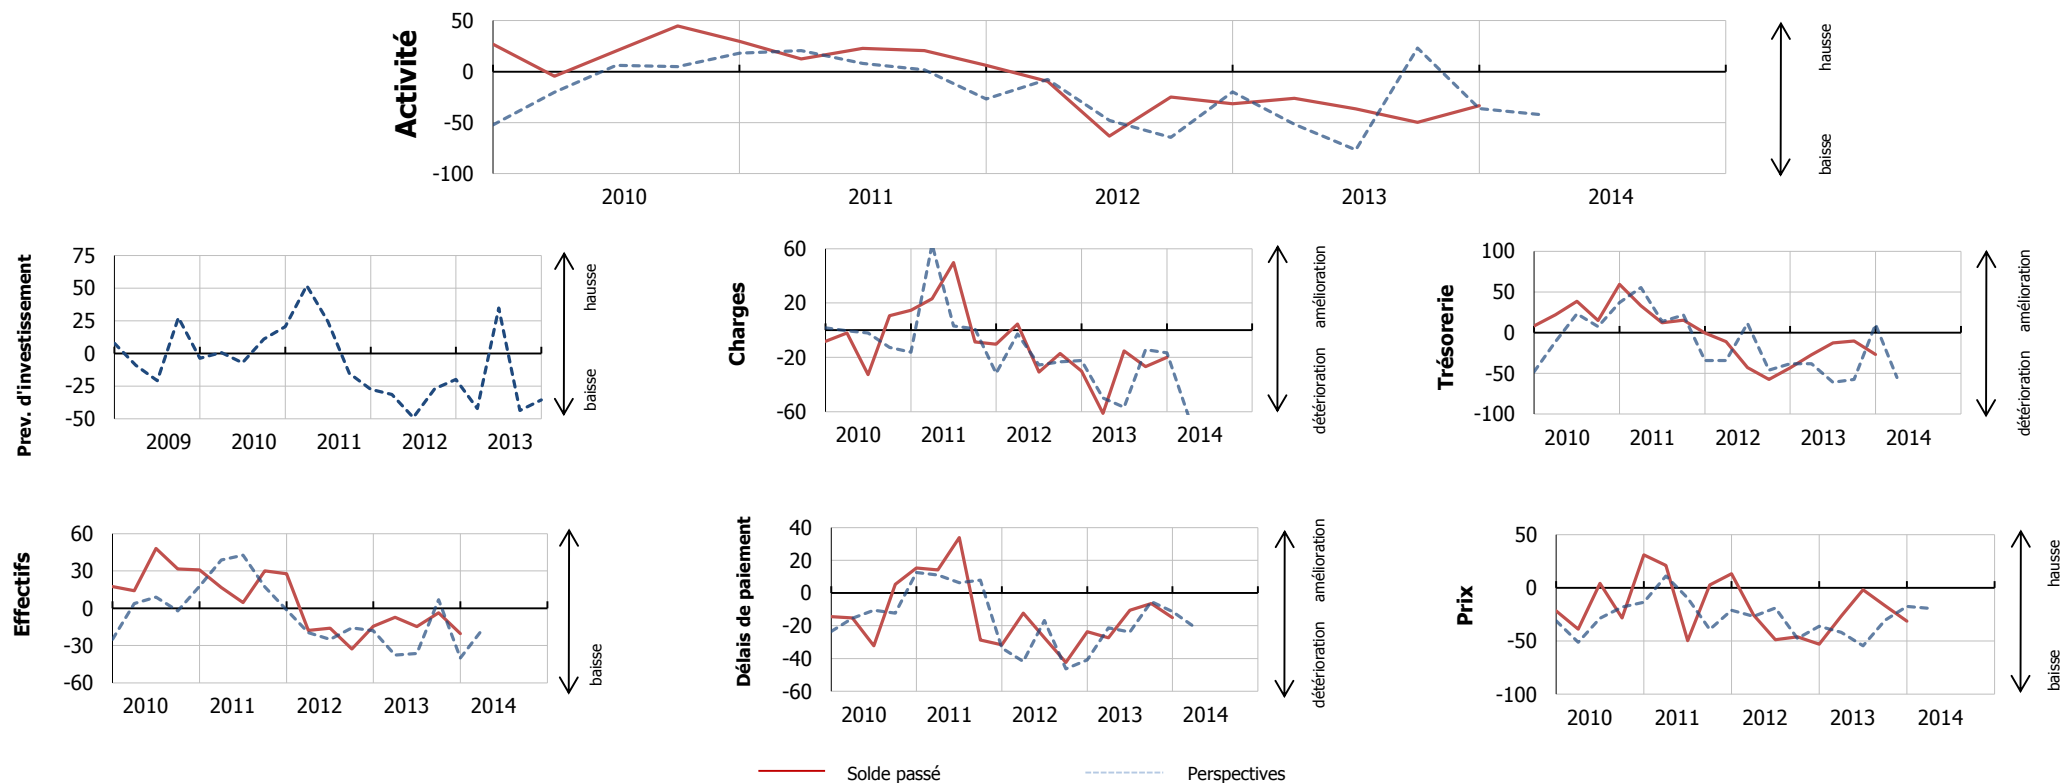 Activité
50
0
-50
-100
2010 2011 2012 2013 2014
hausse
baisse
Prev. d'investissement
75
50
25
0
-25
-50
2009 2010 2011 2012 2013
hausse
baisse
Charges
60
20
-20
-60
2010 2011 2012 2013 2014
amélioration
détérioration
Trésorerie
100
50
0
-50
-100
2010 2011 2012 2013 2014
amélioration
détérioration
Effectifs
60
30
0
-30
-60
2010 2011 2012 2013 2014
baisse
Délais de paiement
40
20
0
-20
-40
-60
2010 2011 2012 2013 2014
amélioration
détérioration
Prix
50
0
-50
-100
2010 2011 2012 2013 2014
hausse
baisse
Solde passé Perspectives